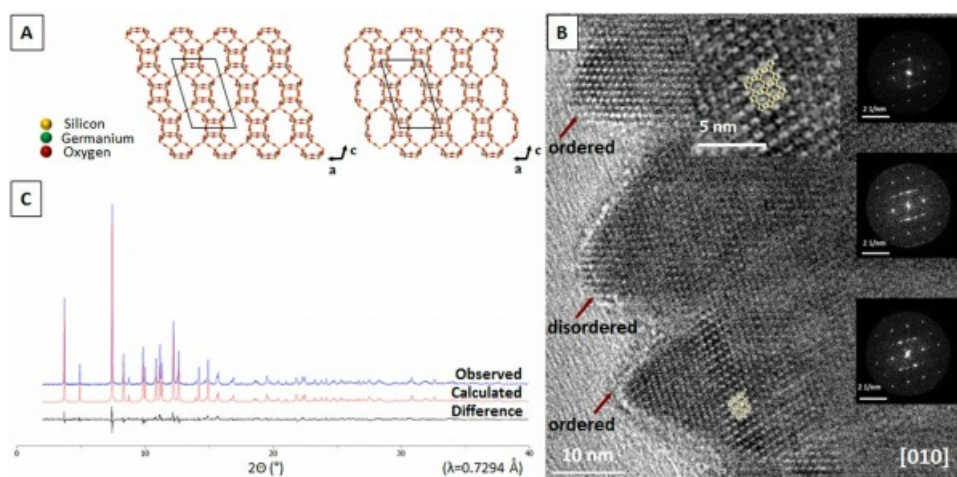 A
Silicon
Germanium
Oxygen
c
a
c
a
B
5 nm
ordered
disordered
ordered
10 nm
[010]
2 1/nm
2 1/nm
2 1/nm
C
Observed
Calculated
Difference
0
10
20
30
40
2Θ (°)
(λ=0.7294 Å)